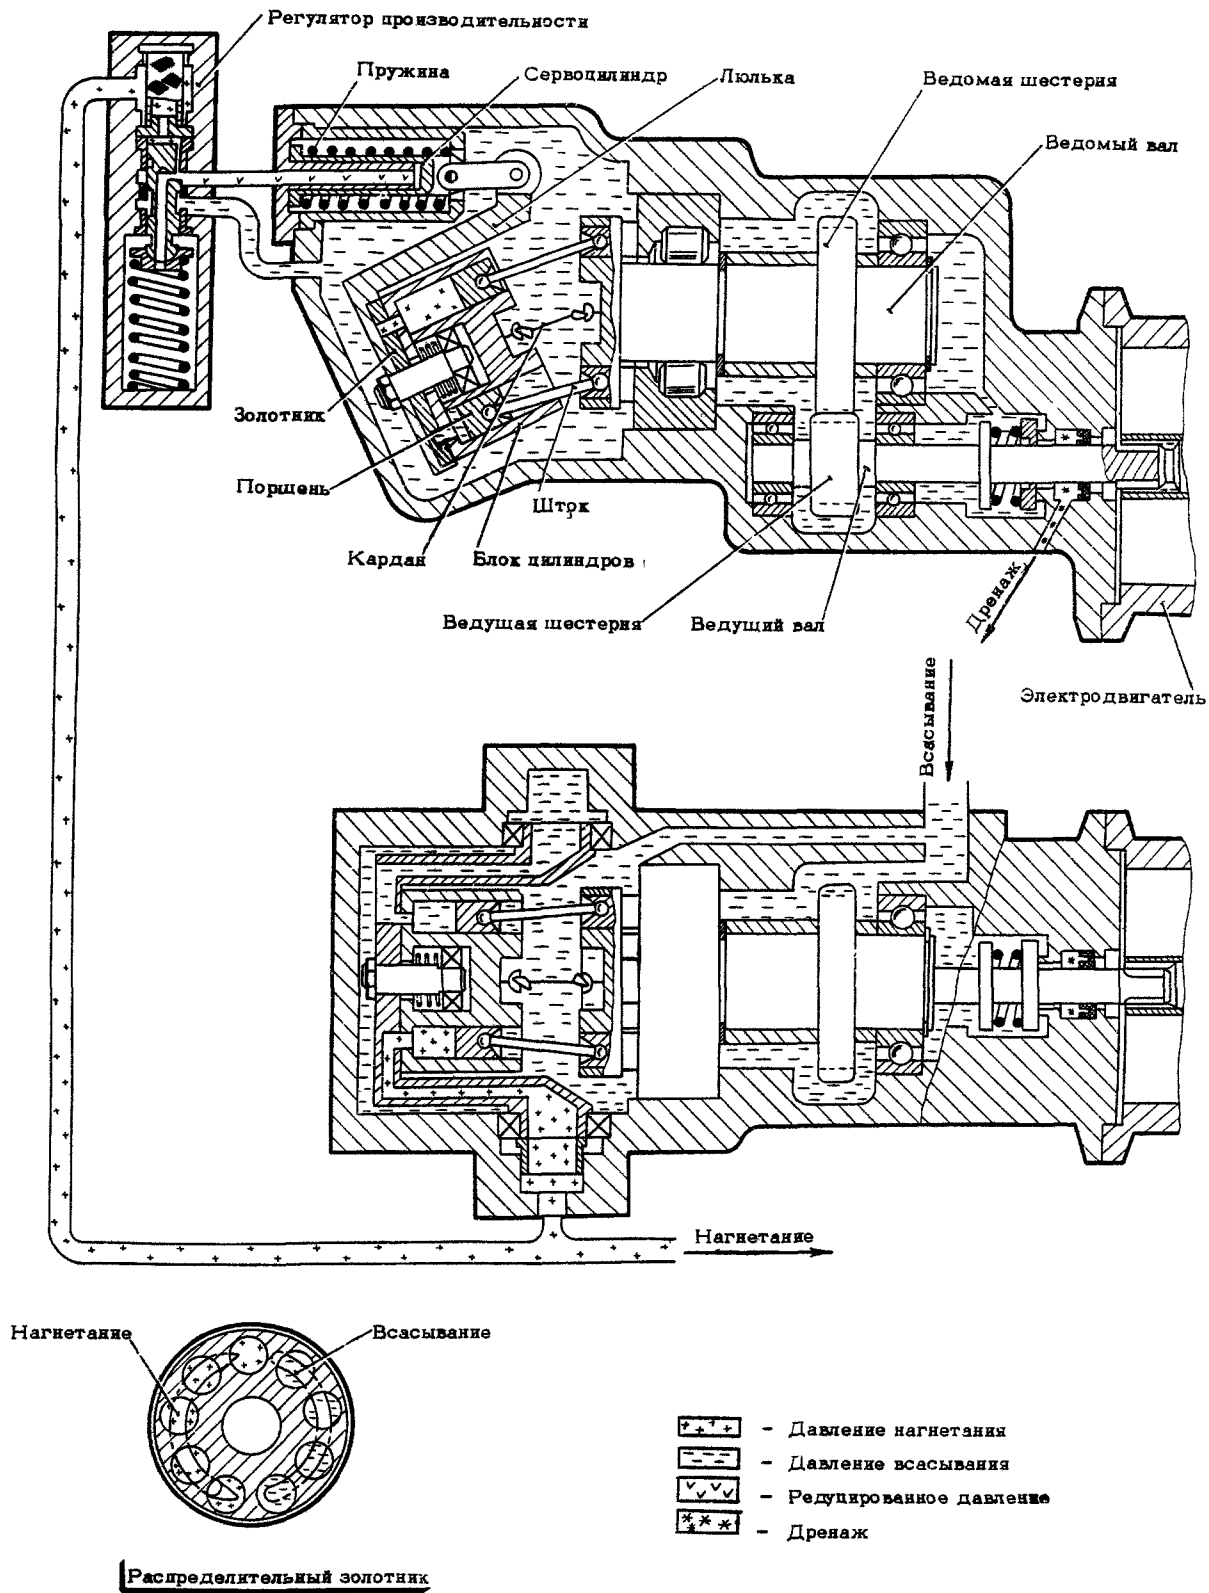 Регулятор производительности
Пружина
Сервоцилиндр
Люлька
Ведомая шестерня
Ведомый вал
Золотник
Поршень
Шток
Кардан
Блок цилиндров
Ведущая шестерня
Ведущий вал
Дренаж
Электродвигатель
Всасывание
Нагнетание
Нагнетание
Всасывание
- Давление нагнетания
- Давление всасывания
- Редуцированное давление
- Дренаж
Распределительный золотник